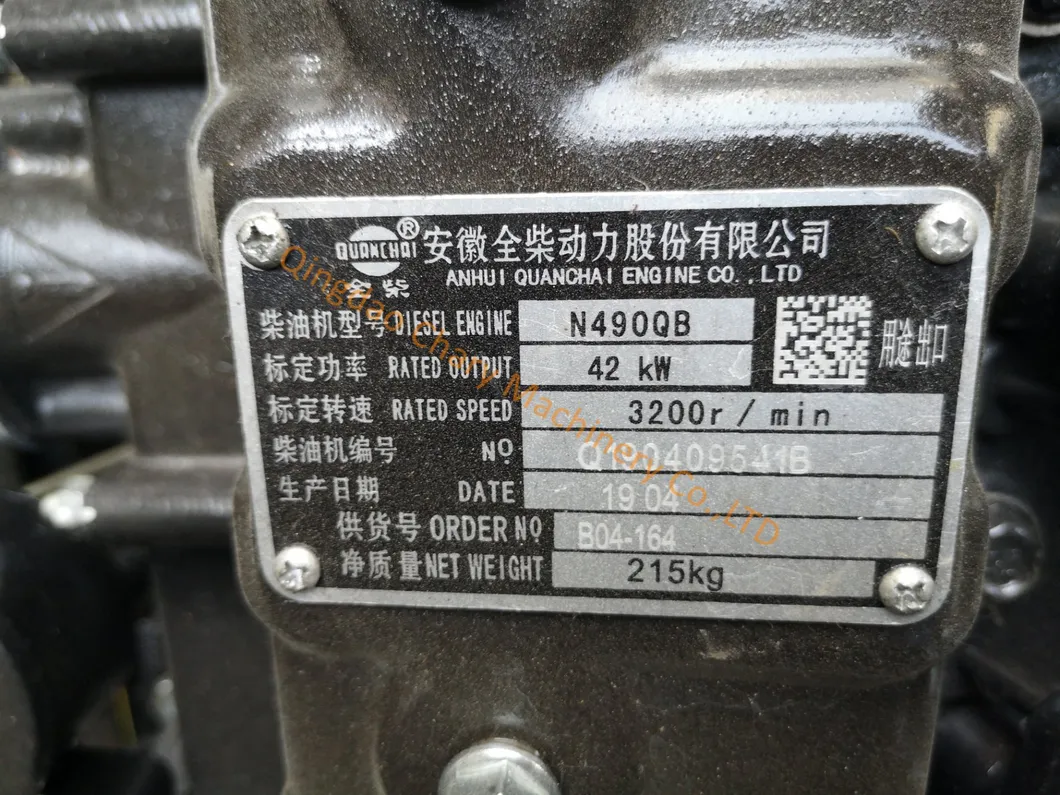 QUANCHAI ® 安徽全柴动力股份有限公司
全柴 ANHUI QUANCHAI ENGINE CO.,LTD
柴油机型号 DIESEL ENGINE N490QB
标定功率 RATED OUTPUT 42 kW
用途出口
标定转速 RATED SPEED 3200r/min
柴油机编号 Nº Q190409541B
生产日期 DATE 19 04
供货号 ORDER Nº B04-164
净质量 NET WEIGHT 215kg
Qingdao Chary Machinery Co.,LTD